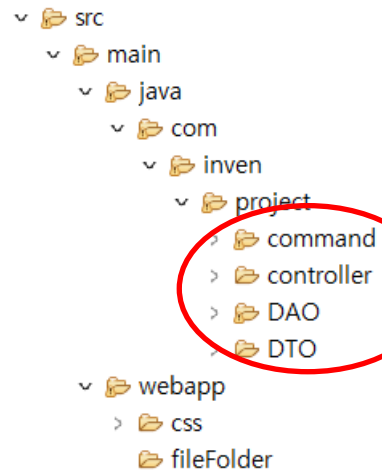 src
main
java
com
inven
project
command
controller
DAO
DTO
webapp
css
fileFolder